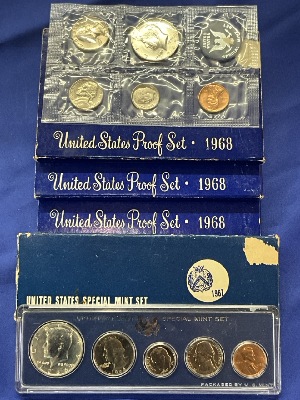 United States Proof Set · 1968
United States Proof Set · 1968
United States Proof Set · 1968
1967
UNITED STATES SPECIAL MINT SET
SPECIAL MINT SET
PACKAGED BY U.S. MINT